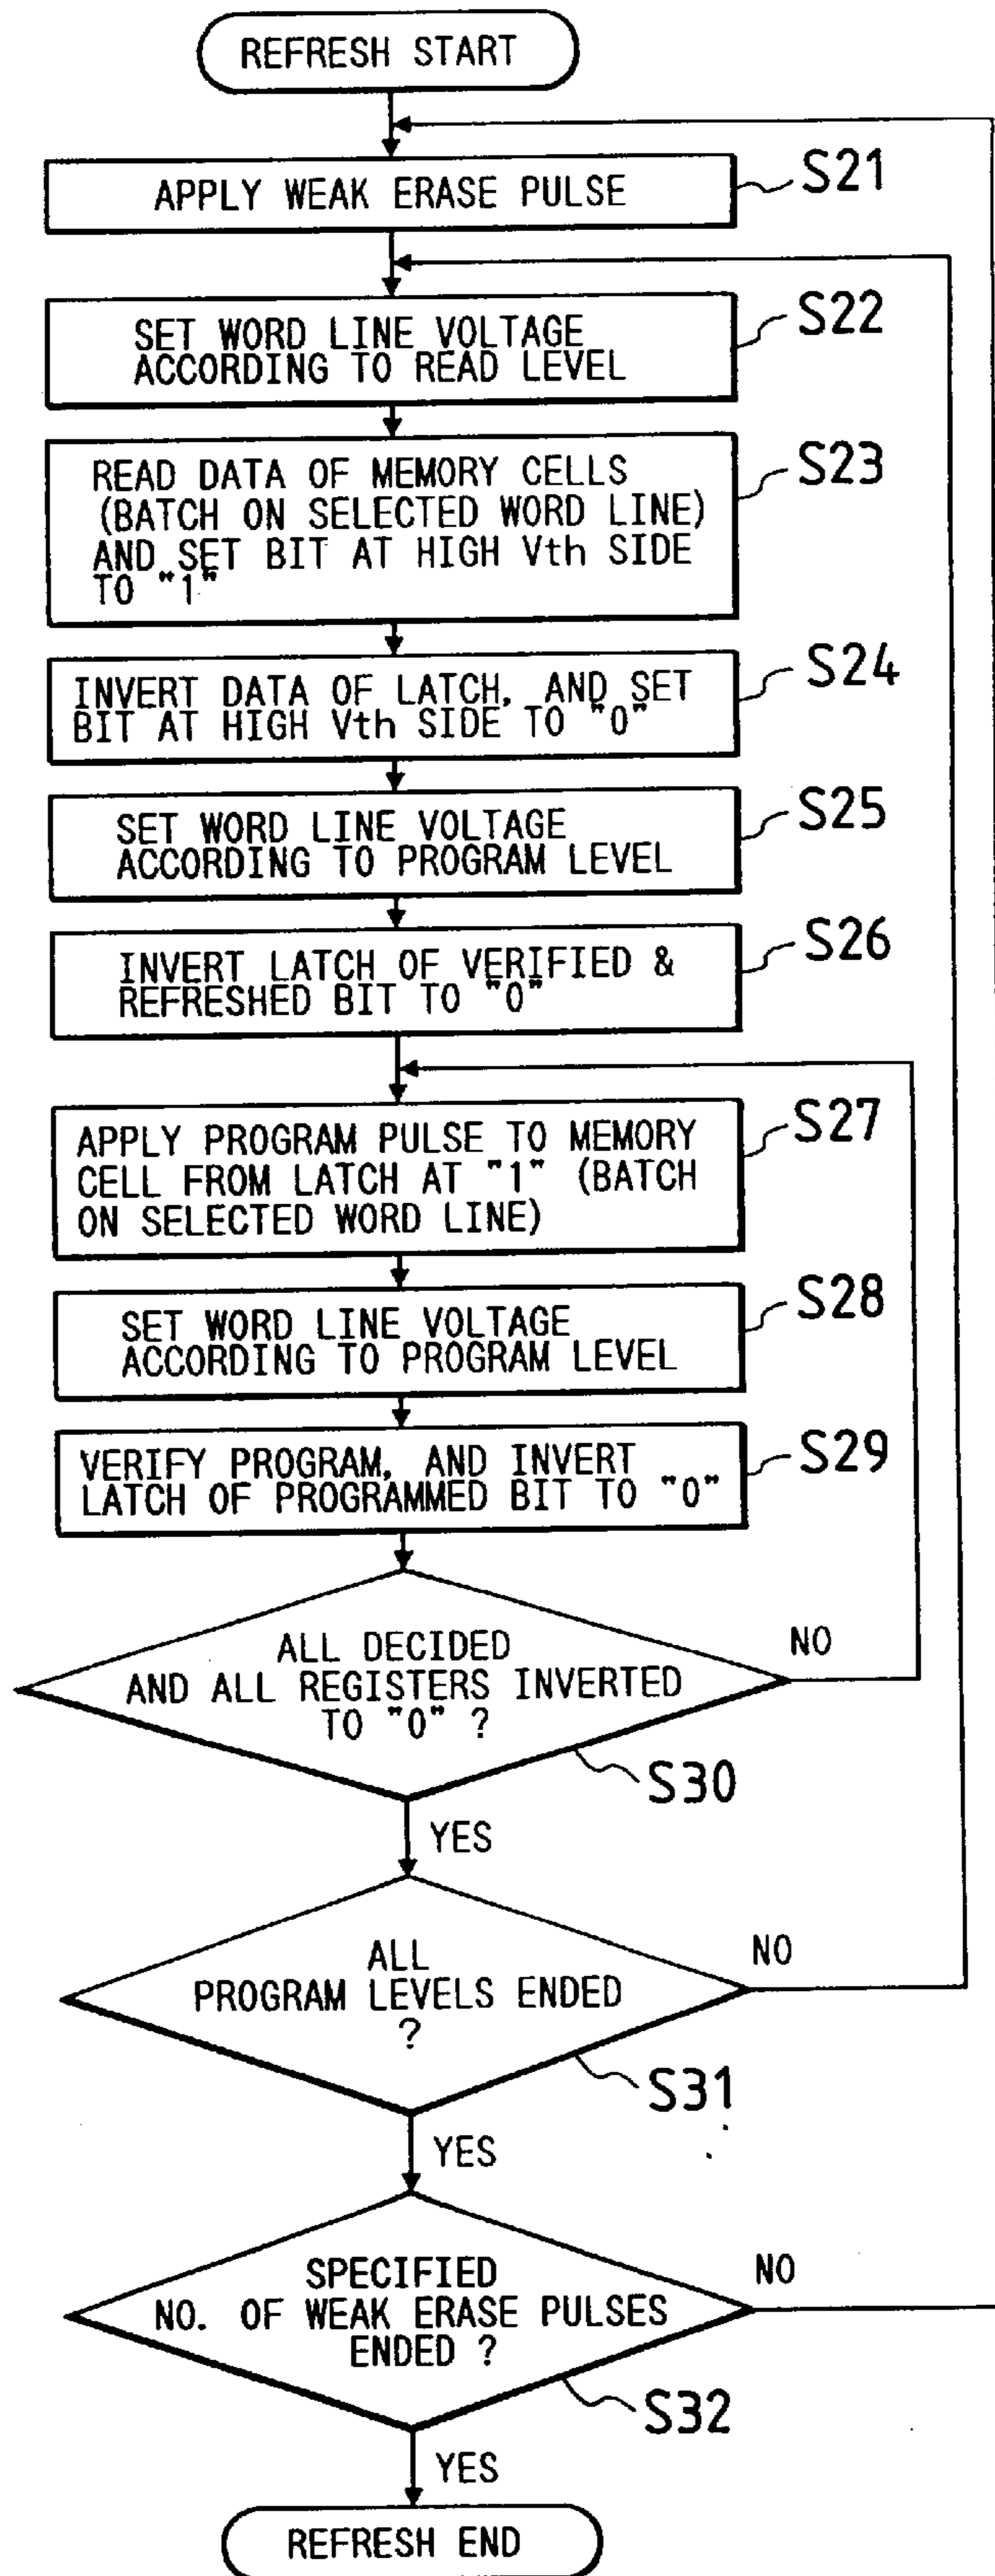 REFRESH START
APPLY WEAK ERASE PULSE
S21
SET WORD LINE VOLTAGE
ACCORDING TO READ LEVEL
S22
READ DATA OF MEMORY CELLS
(BATCH ON SELECTED WORD LINE)
AND SET BIT AT HIGH Vth SIDE
TO "1"
S23
INVERT DATA OF LATCH, AND SET
BIT AT HIGH Vth SIDE TO "0"
S24
SET WORD LINE VOLTAGE
ACCORDING TO PROGRAM LEVEL
S25
INVERT LATCH OF VERIFIED &
REFRESHED BIT TO "0"
S26
APPLY PROGRAM PULSE TO MEMORY
CELL FROM LATCH AT "1" (BATCH
ON SELECTED WORD LINE)
S27
SET WORD LINE VOLTAGE
ACCORDING TO PROGRAM LEVEL
S28
VERIFY PROGRAM, AND INVERT
LATCH OF PROGRAMMED BIT TO "0"
S29
ALL DECIDED
AND ALL REGISTERS INVERTED
TO "0" ?
NO
S30
YES
ALL
PROGRAM LEVELS ENDED
?
NO
S31
YES
SPECIFIED
NO. OF WEAK ERASE PULSES
ENDED ?
NO
S32
YES
REFRESH END